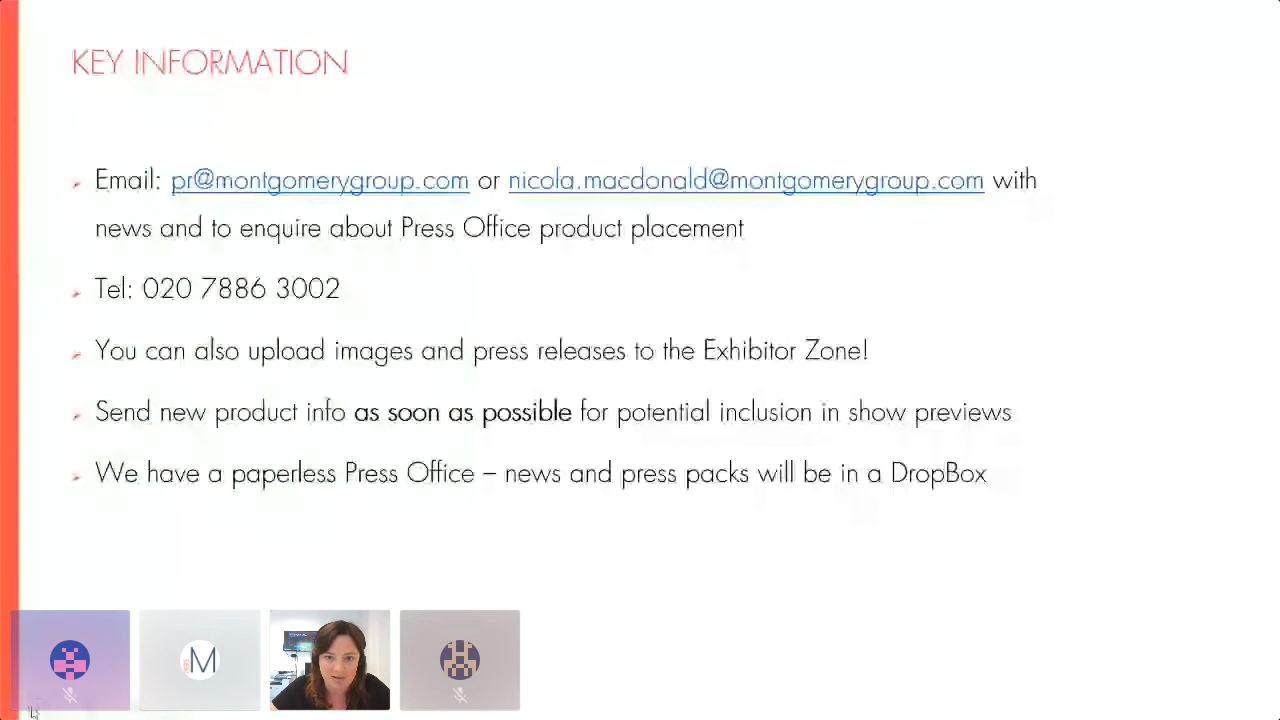 KEY INFORMATION
Email: pr@montgomerygroup.com or nicola.macdonald@montgomerygroup.com with
news and to enquire about Press Office product placement
Tel: 020 7886 3002
You can also upload images and press releases to the Exhibitor Zone!
Send new product info as soon as possible for potential inclusion in show previews
We have a paperless Press Office – news and press packs will be in a DropBox
M